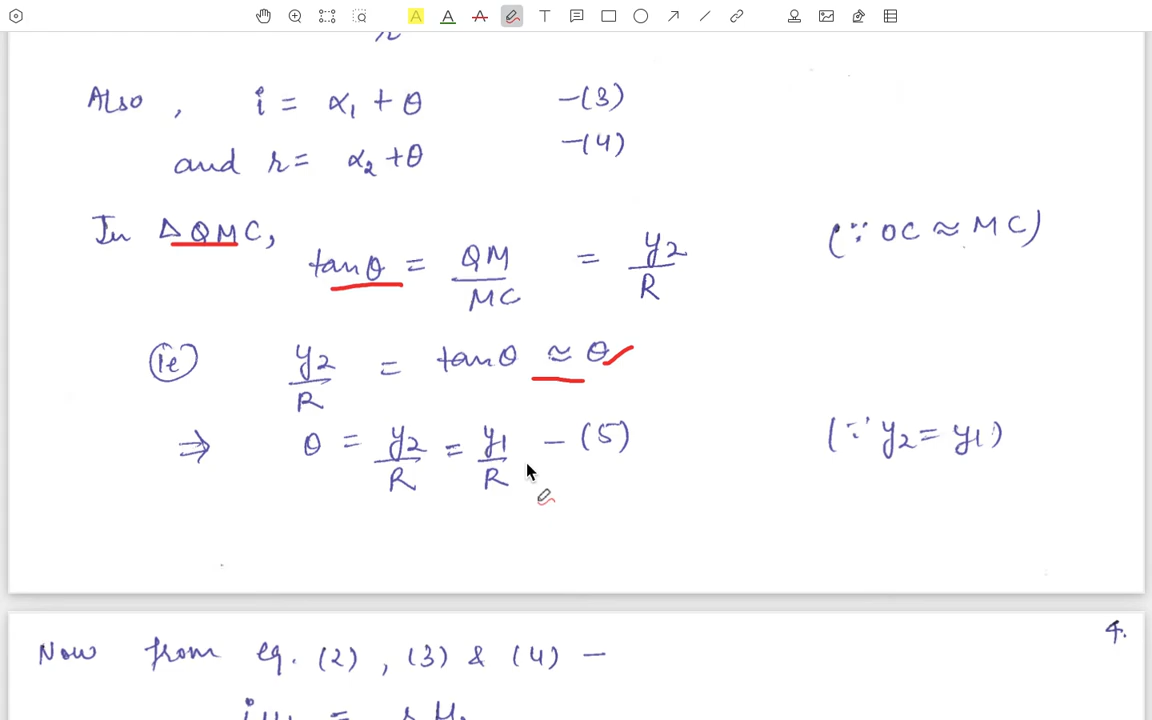 Also, i = α₁ + θ —(3)
and r = α₂ + θ —(4)
In △QMC,
tanθ = QM/MC = y₂/R (∵ OC ≈ MC)
ie y₂/R = tanθ ≈ θ
⇒ θ = y₂/R = y₁/R —(5) (∵ y₂ = y₁)
4.
Now from eq. (2), (3) & (4) —